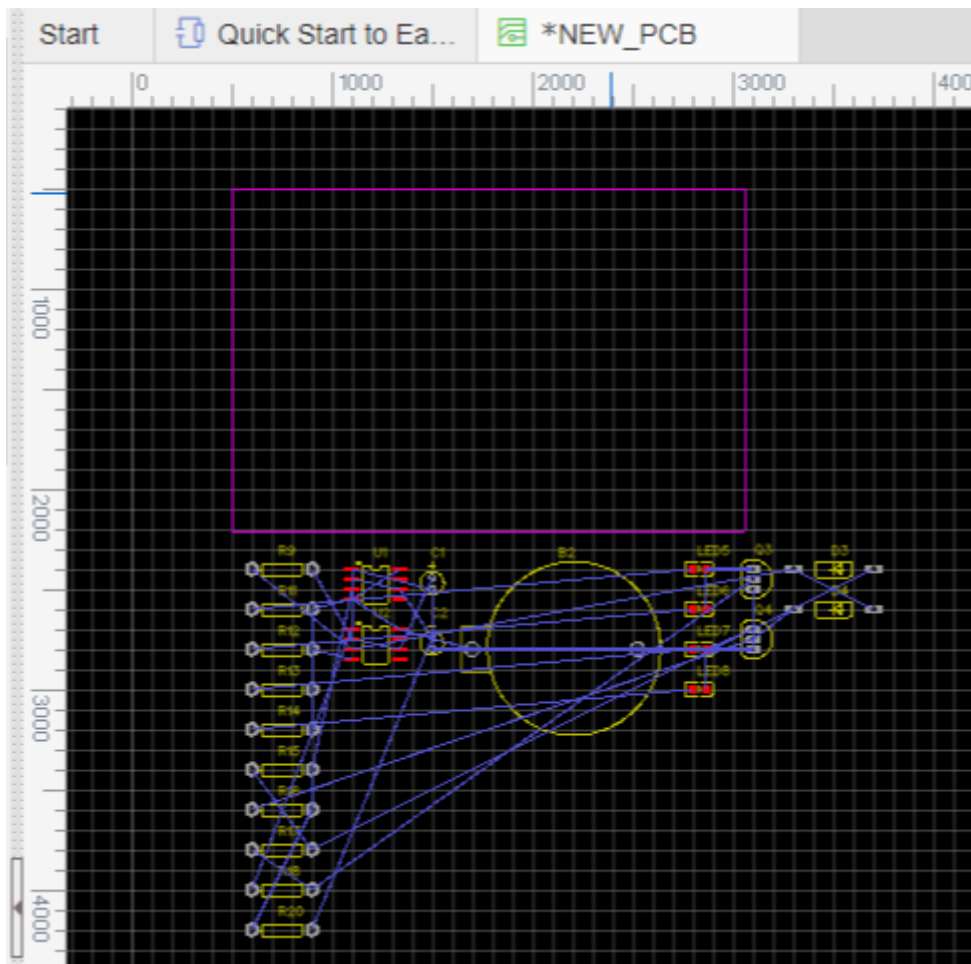 Start
Quick Start to Ea...
*NEW_PCB
0
1000
2000
3000
400
1000
2000
3000
4000
R9
U1
C1
B2
LED5
Q3
D3
LED6
R12
LED7
Q4
R13
LED8
R14
R15
R20